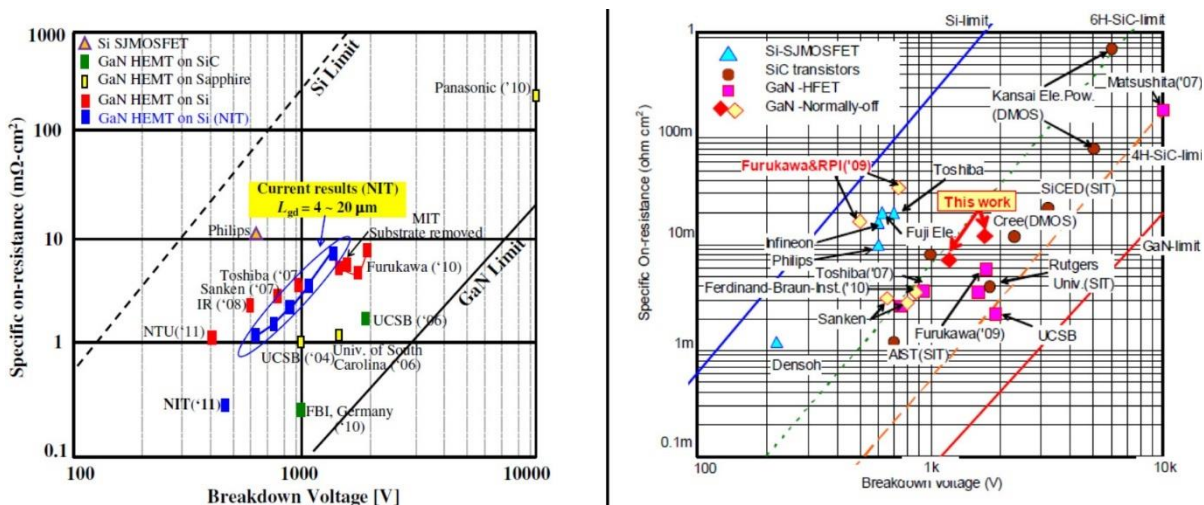 1000
100
10
1
0.1
Specific on-resistance (mΩ-cm²)
Si SJMOSFET
GaN HEMT on SiC
GaN HEMT on Sapphire
GaN HEMT on Si
GaN HEMT on Si (NIT)
Si Limit
Panasonic ('10)
Current results (NIT)
Lgd = 4 ~ 20 μm
MIT
Substrate removed
Philips
Toshiba ('07
Furukawa ('10)
Sanken ('07)
IR ('08)
GaN Limit
NTU('11)
UCSB ('06)
UCSB ('04)
Univ. of South
Carolina ('06)
NIT('11)
FBI, Germany
('10)
100
1000
10000
Breakdown Voltage [V]
Specific On-resistance (ohm cm²)
1
100m
10m
1m
0.1m
Si-limit
6H-SiC-limit
Si-SJMOSFET
SiC transistors
GaN -HFET
GaN -Normally-off
Matsushita('07)
Kansai Ele.Pow.
(DMOS)
4H-SiC-limit
Furukawa&RPI('09)
Toshiba
SiCED(SIT)
This work
Cree(DMOS)
Fuji Ele
Infineon
Philips
GaN-limit
Toshiba('07)
Ferdinand-Braun-Inst.('10)
Rutgers
Univ.(SIT)
Sanken
Furukawa('09)
UCSB
AIST(SIT)
Densoh
100
1k
10k
Breakdown Voltage (V)